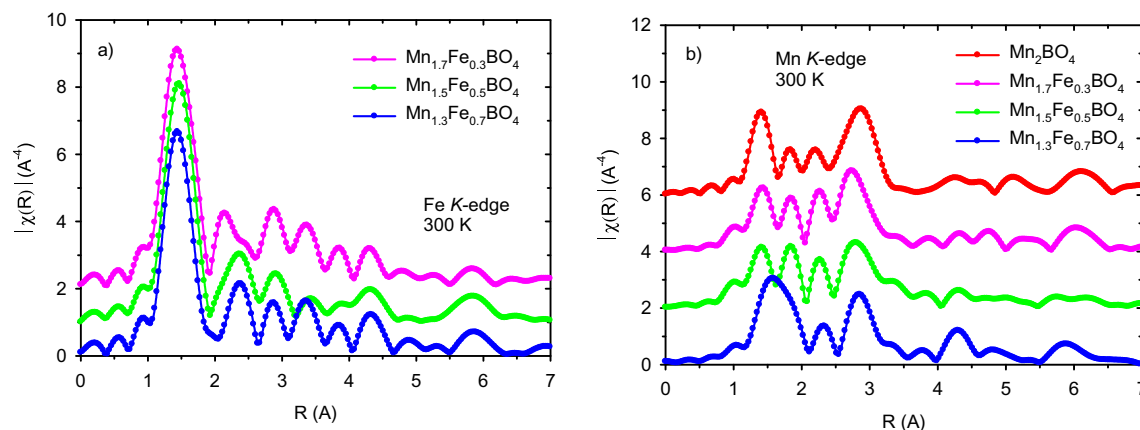 a)
Mn1.7Fe0.3BO4
Mn1.5Fe0.5BO4
Mn1.3Fe0.7BO4
Fe K-edge
300 K
10
8
6
4
2
0
| χ(R) | (A-4)
0 1 2 3 4 5 6 7
R (A)
b)
Mn K-edge
300 K
Mn2BO4
Mn1.7Fe0.3BO4
Mn1.5Fe0.5BO4
Mn1.3Fe0.7BO4
12
10
8
6
4
2
0
| χ(R) | (A-4)
0 1 2 3 4 5 6 7
R (A)